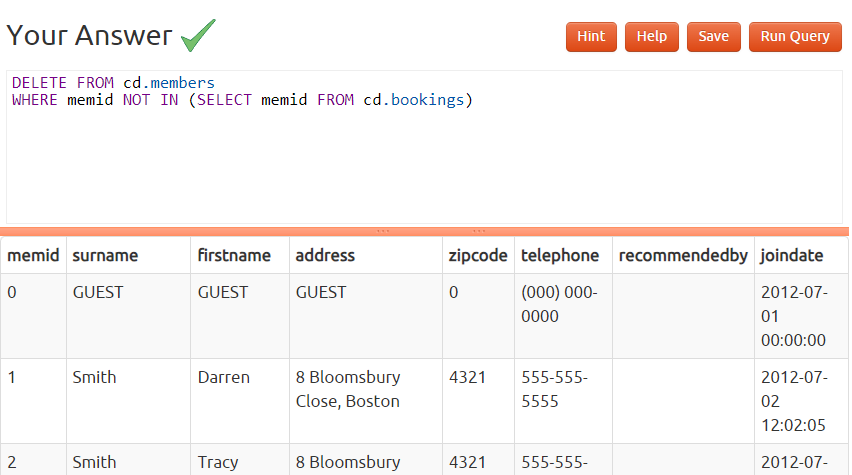 Your Answer
Hint Help Save Run Query
DELETE FROM cd.members
WHERE memid NOT IN (SELECT memid FROM cd.bookings)
memid surname firstname address zipcode telephone recommendedby joindate
0 GUEST GUEST GUEST 0 (000) 000- 2012-07-
0000 01
00:00:00
1 Smith Darren 8 Bloomsbury 4321 555-555- 2012-07-
Close, Boston 5555 02
12:02:05
2 Smith Tracy 8 Bloomsbury 4321 555-555- 2012-07-